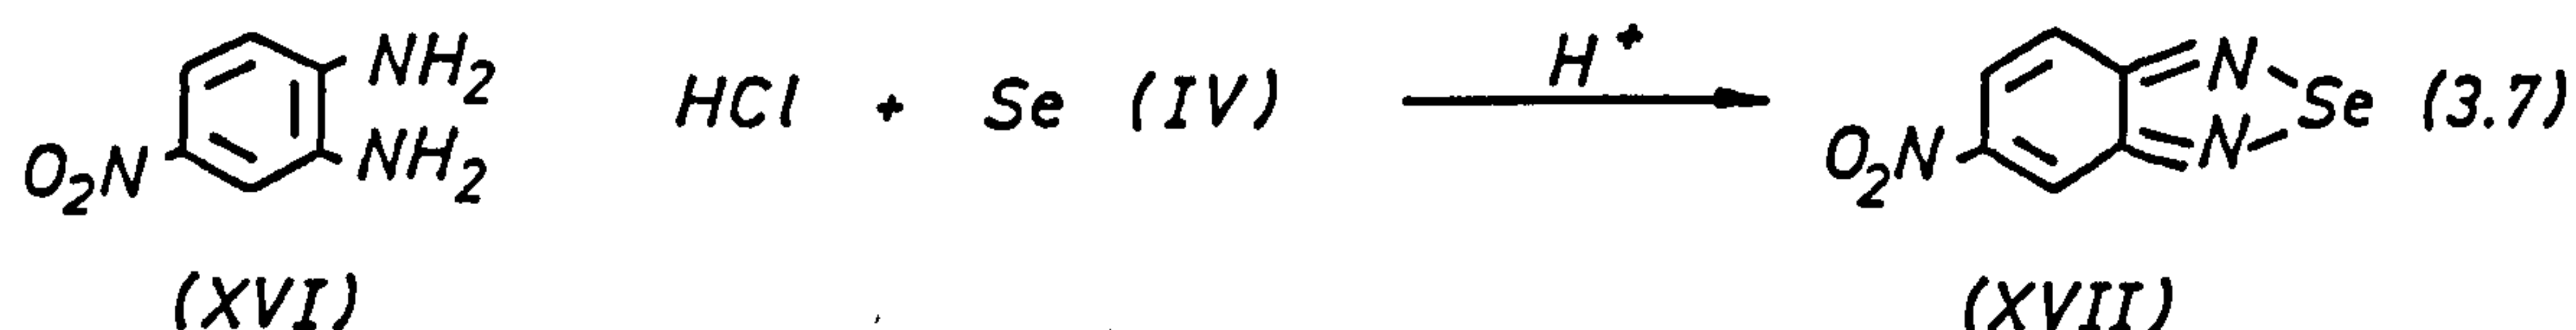 NH2 HCl + Se (IV) H+ N Se (3.7)
O2N NH2 O2N N
(XVI) (XVII)